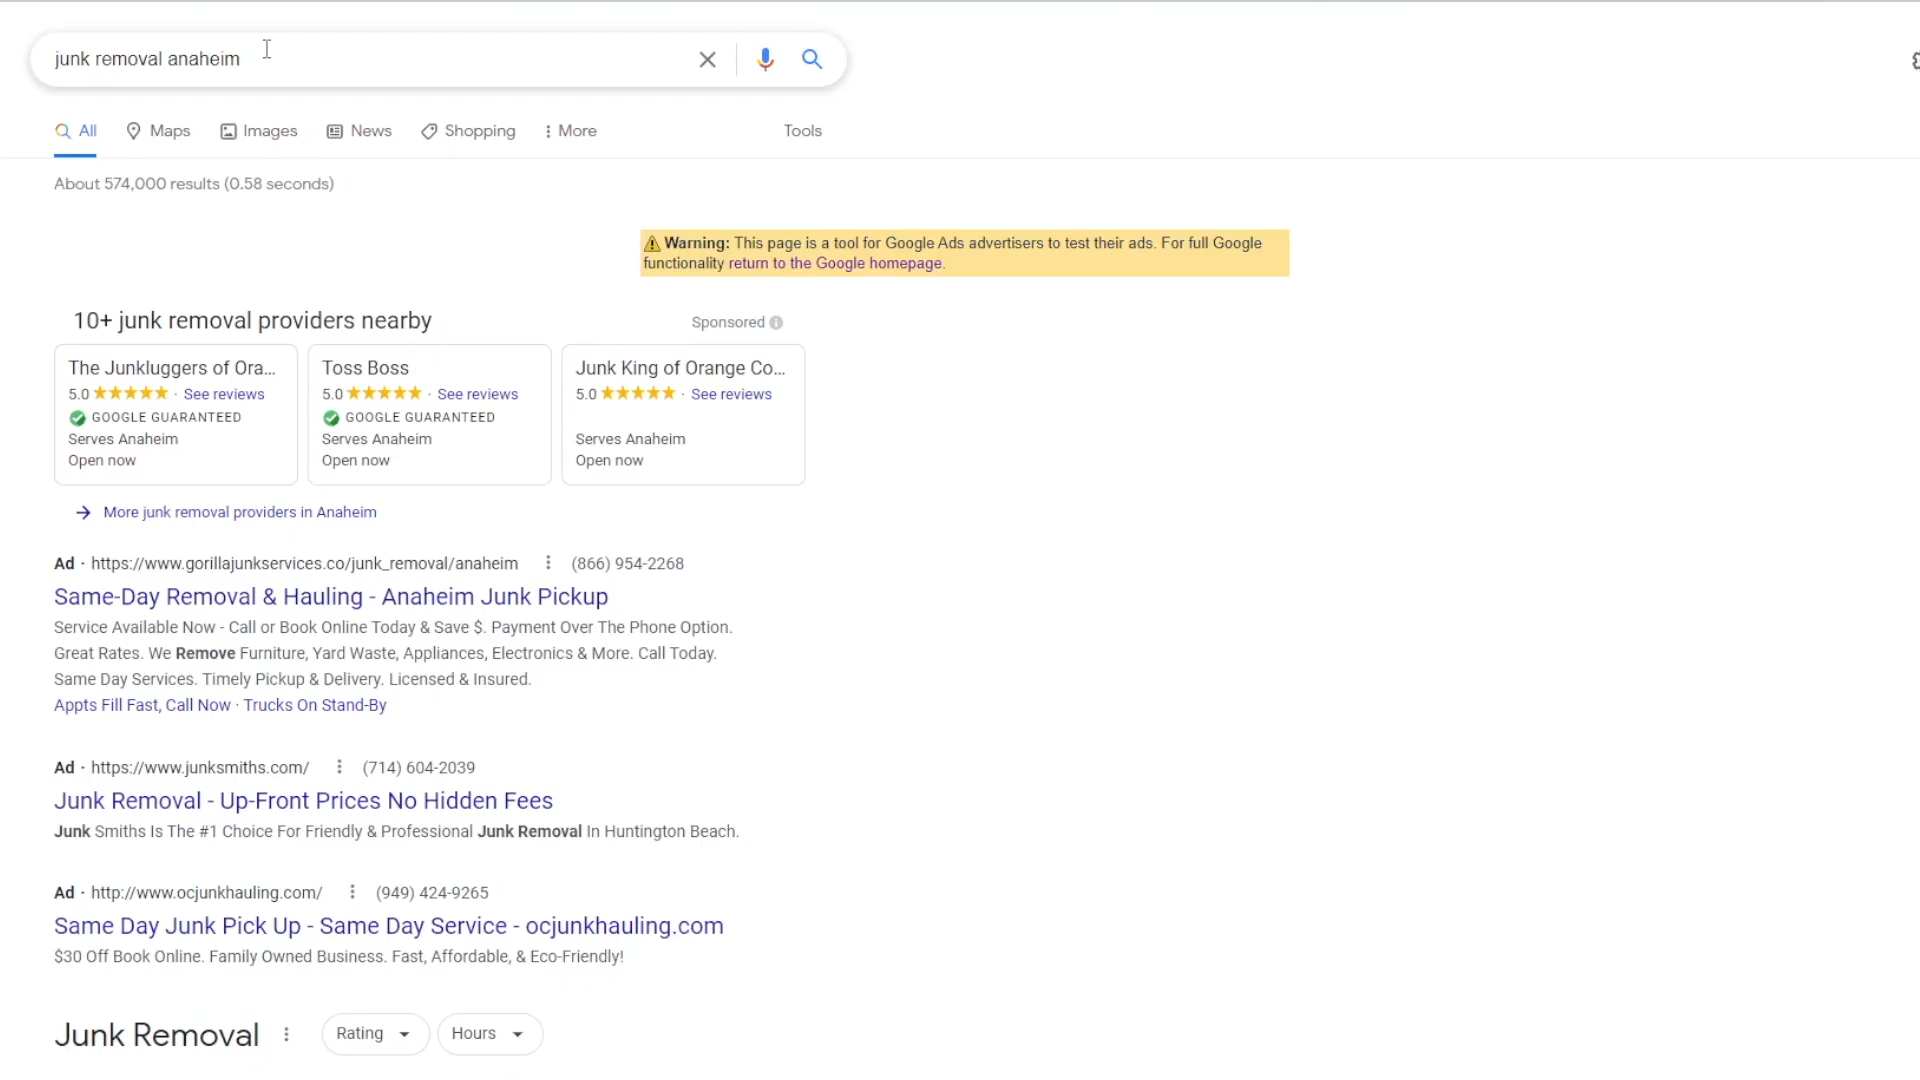 junk removal anaheim
All Maps Images News Shopping More Tools
About 574,000 results (0.58 seconds)
Warning: This page is a tool for Google Ads advertisers to test their ads. For full Google
functionality return to the Google homepage.
10+ junk removal providers nearby Sponsored
The Junkluggers of Ora...
5.0 · See reviews
GOOGLE GUARANTEED
Serves Anaheim
Open now
Toss Boss
5.0 · See reviews
GOOGLE GUARANTEED
Serves Anaheim
Open now
Junk King of Orange Co...
5.0 · See reviews
Serves Anaheim
Open now
More junk removal providers in Anaheim
Ad · https://www.gorillajunkservices.co/junk_removal/anaheim (866) 954-2268
Same-Day Removal & Hauling - Anaheim Junk Pickup
Service Available Now - Call or Book Online Today & Save $. Payment Over The Phone Option.
Great Rates. We Remove Furniture, Yard Waste, Appliances, Electronics & More. Call Today.
Same Day Services. Timely Pickup & Delivery. Licensed & Insured.
Appts Fill Fast, Call Now · Trucks On Stand-By
Ad · https://www.junksmiths.com/ (714) 604-2039
Junk Removal - Up-Front Prices No Hidden Fees
Junk Smiths Is The #1 Choice For Friendly & Professional Junk Removal In Huntington Beach.
Ad · http://www.ocjunkhauling.com/ (949) 424-9265
Same Day Junk Pick Up - Same Day Service - ocjunkhauling.com
$30 Off Book Online. Family Owned Business. Fast, Affordable, & Eco-Friendly!
Junk Removal Rating Hours